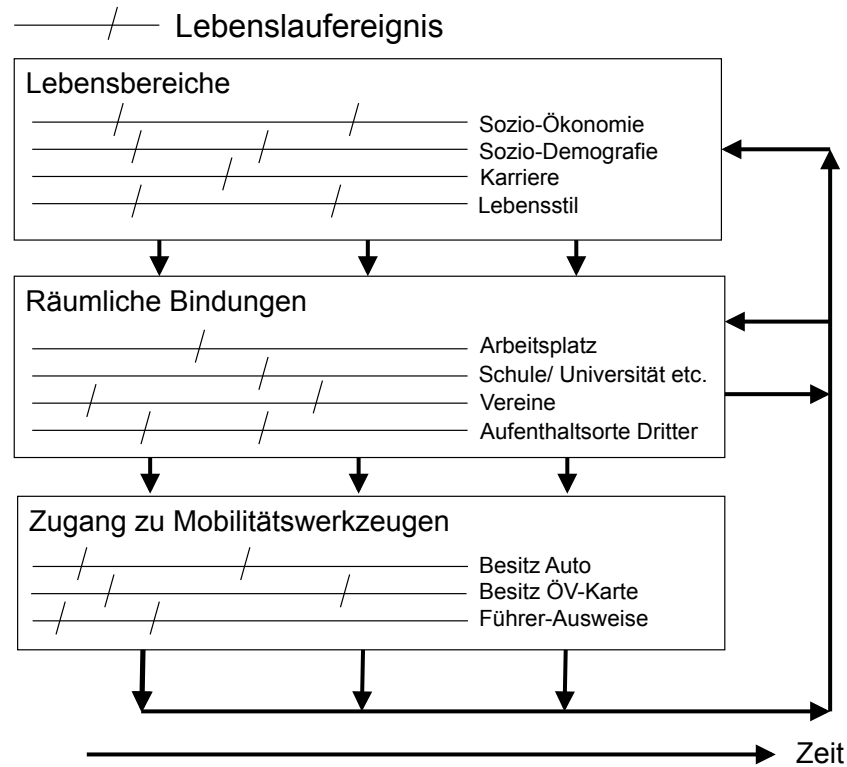 Lebenslaufereignis
Lebensbereiche
Sozio-Ökonomie
Sozio-Demografie
Karriere
Lebensstil
Räumliche Bindungen
Arbeitsplatz
Schule/ Universität etc.
Vereine
Aufenthaltsorte Dritter
Zugang zu Mobilitätswerkzeugen
Besitz Auto
Besitz ÖV-Karte
Führer-Ausweise
Zeit